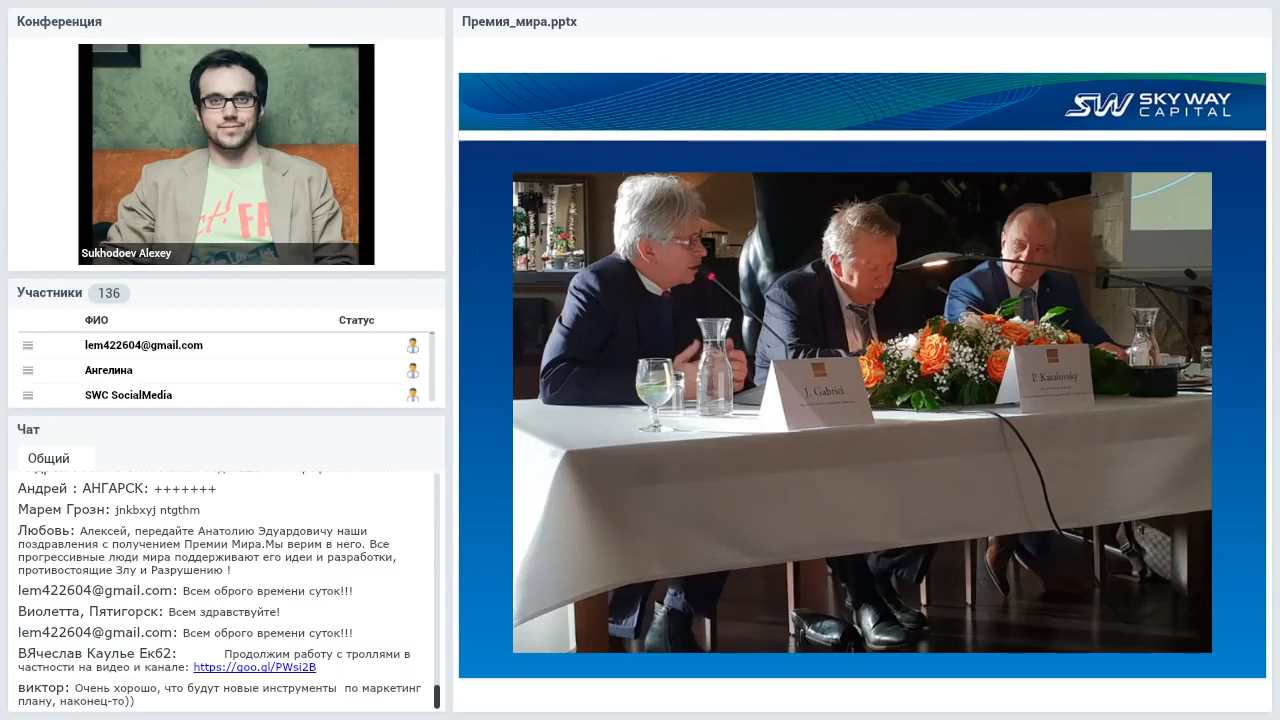 Конференция
Sukhodoev Alexey
Участники 136
ФИО Статус
lem422604@gmail.com
Ангелина
SWC SocialMedia
Чат
Общий
Андрей : АНГАРСК: +++++++
Марем Грозн: jnkbxyj ntgthm
Любовь: Алексей, передайте Анатолию Эдуардовичу наши
поздравления с получением Премии Мира.Мы верим в него. Все
прогрессивные люди мира поддерживают его идеи и разработки,
противостоящие Злу и Разрушению !
lem422604@gmail.com: Всем оброго времени суток!!!
Виолетта, Пятигорск: Всем здравствуйте!
lem422604@gmail.com: Всем оброго времени суток!!!
ВЯчеслав Каулье Екб2: Продолжим работу с троллями в
частности на видео и канале: https://goo.gl/PWsi2B
виктор: Очень хорошо, что будут новые инструменты по маркетинг
плану, наконец-то))
Премия_мира.pptx
SW SKY WAY
CAPITAL
J. Gabriel
P. Kasalovský